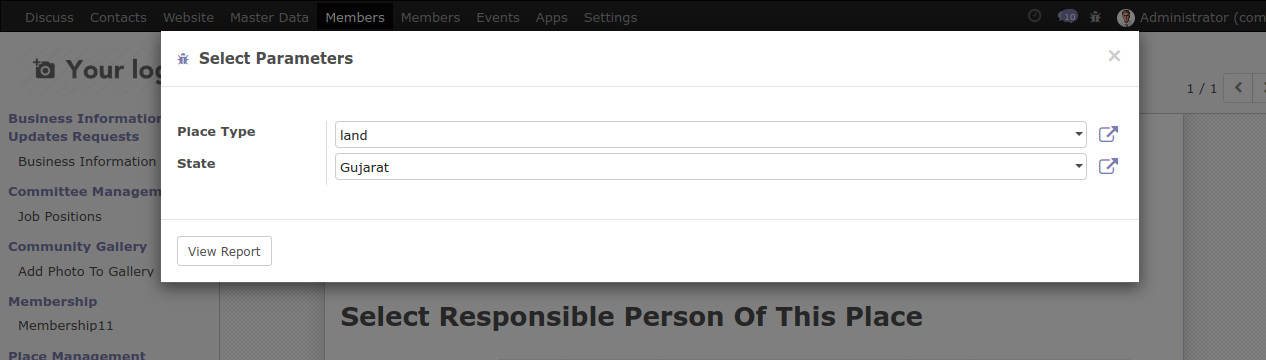 Discuss Contacts Website Master Data Members Members Events Apps Settings 10 Administrator (com
Your log
Select Parameters ×
1 / 1
Business Information
Updates Requests
Business Information
Committee Managem
Job Positions
Community Gallery
Add Photo To Gallery
Membership
Membership11
Place Management
Place Type land
State Gujarat
View Report
Select Responsible Person Of This Place